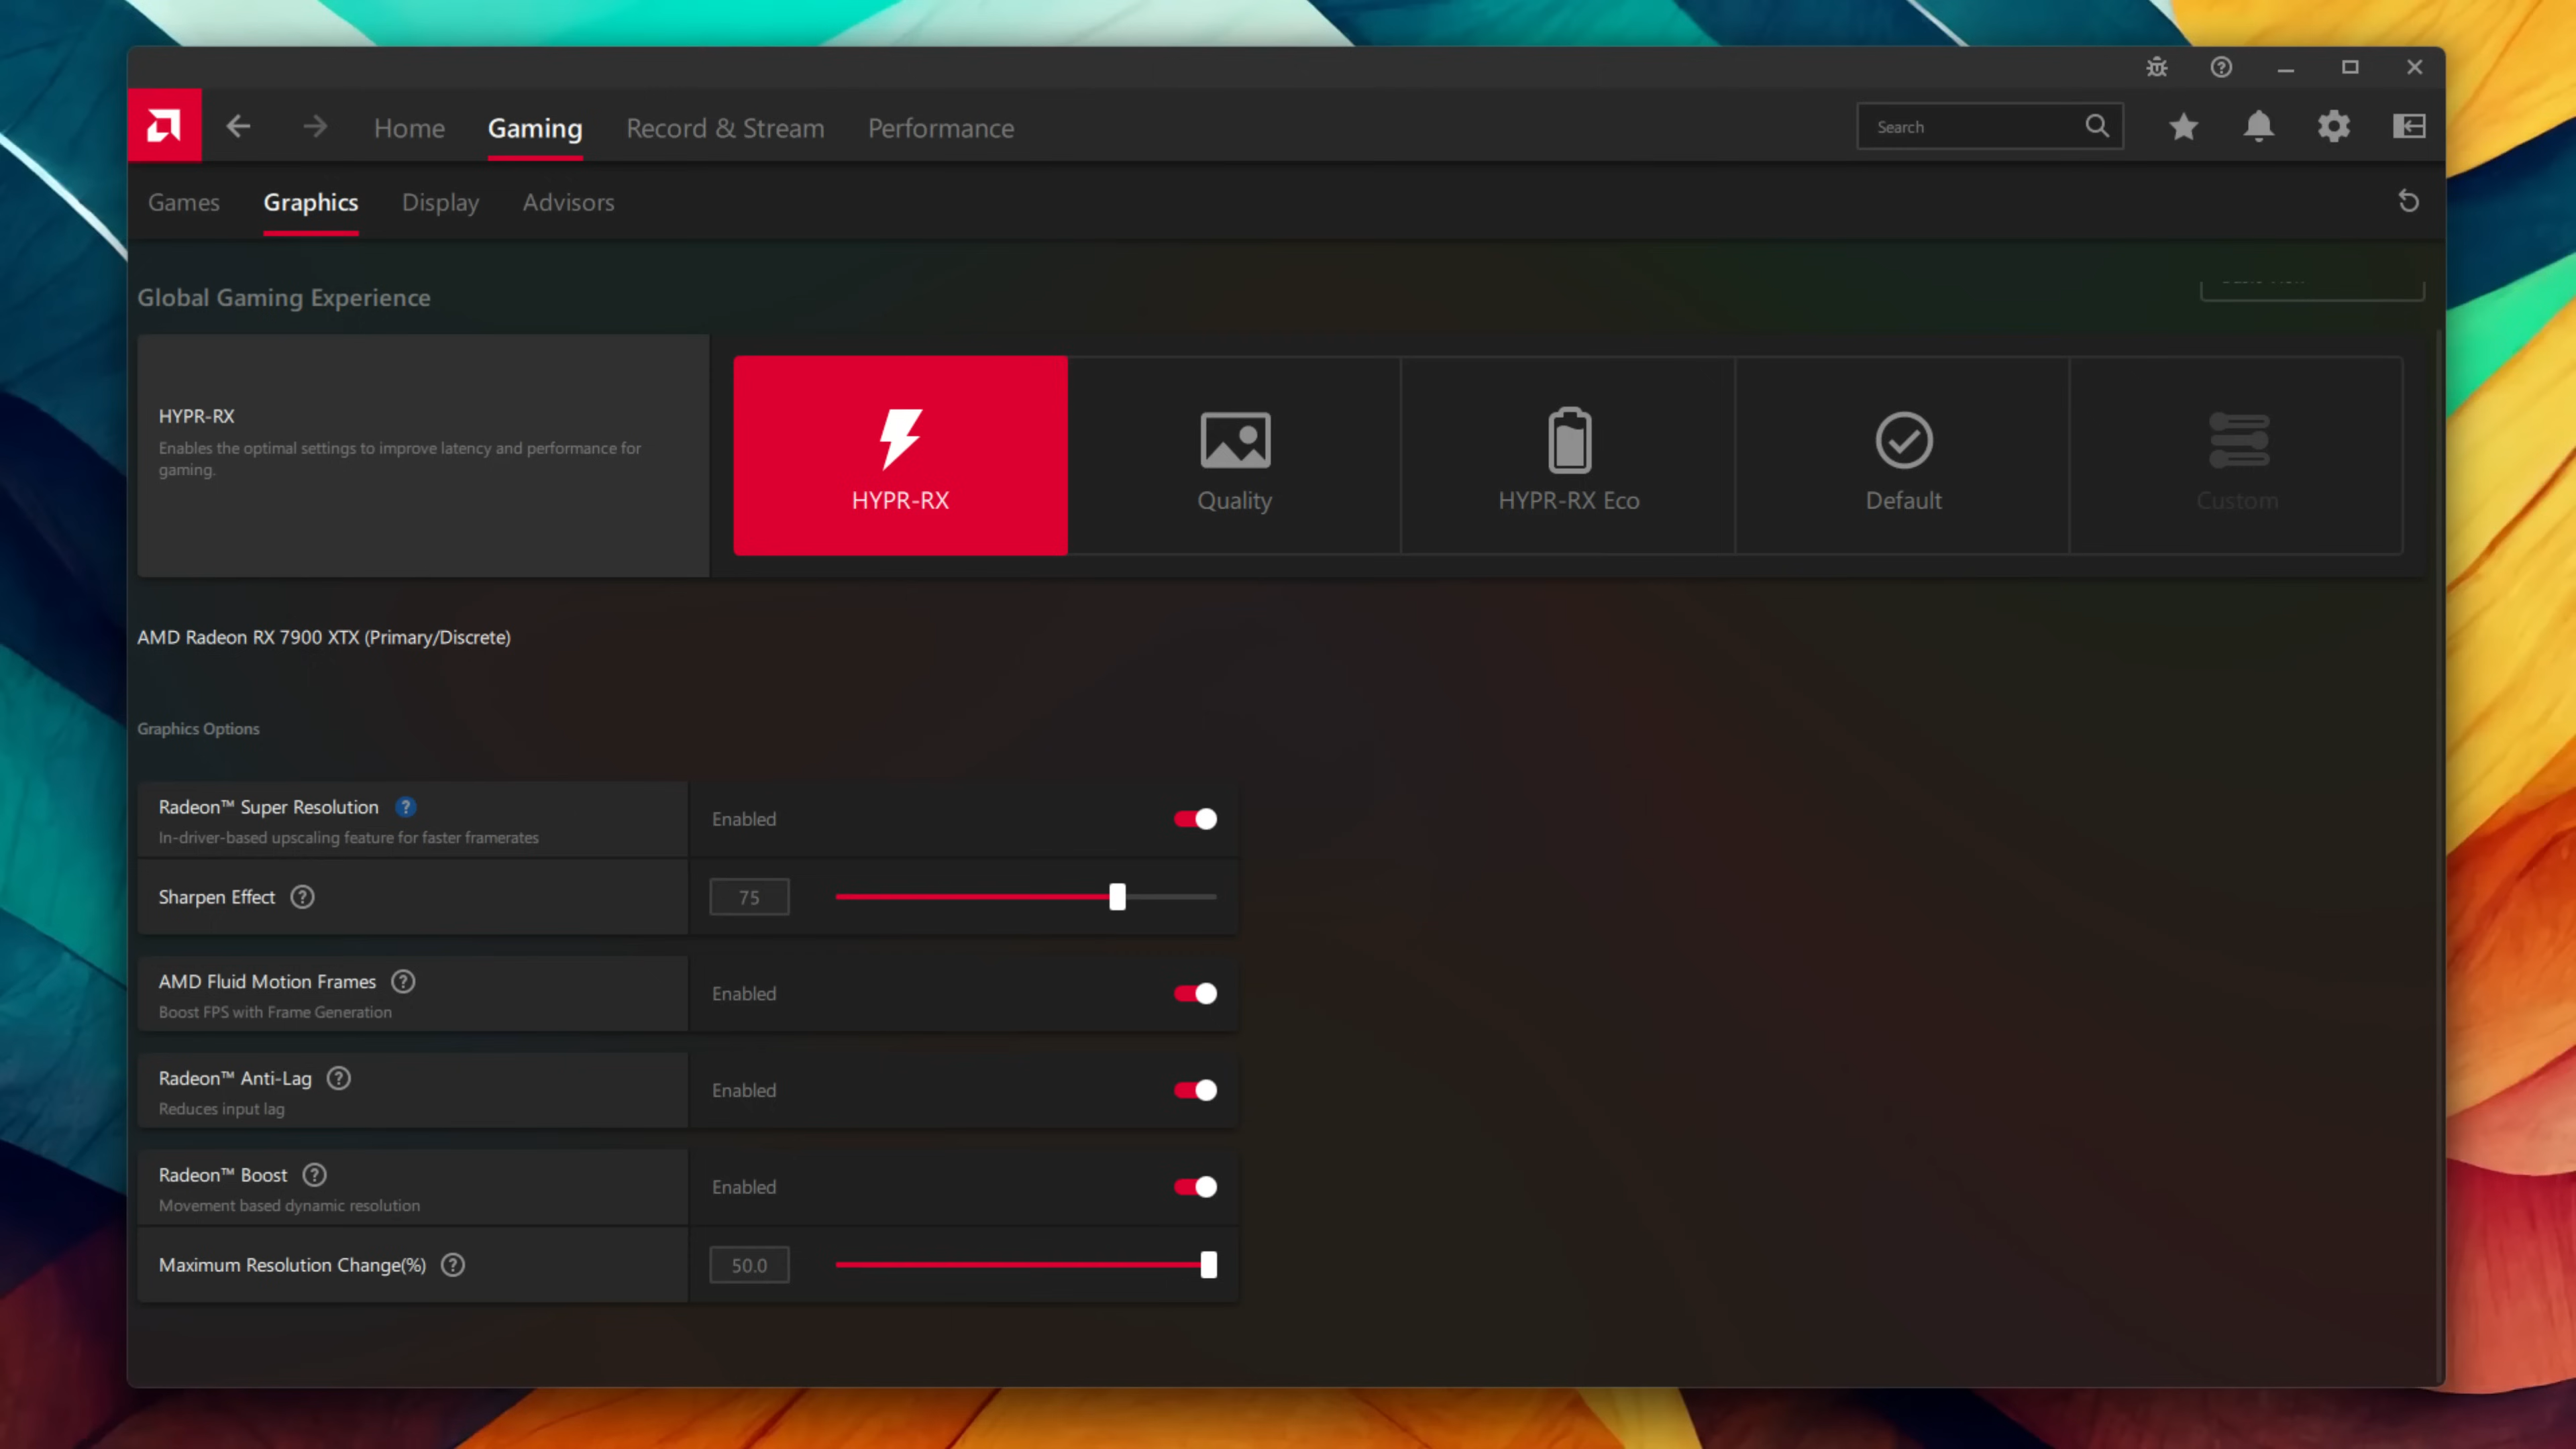 Home
Gaming
Record & Stream
Performance
Search
Games
Graphics
Display
Advisors
Global Gaming Experience
HYPR-RX
Enables the optimal settings to improve latency and performance for
gaming.
HYPR-RX
Quality
HYPR-RX Eco
Default
Custom
AMD Radeon RX 7900 XTX (Primary/Discrete)
Graphics Options
Radeon™ Super Resolution ?
In-driver-based upscaling feature for faster framerates
Enabled
Sharpen Effect ?
75
AMD Fluid Motion Frames ?
Boost FPS with Frame Generation
Enabled
Radeon™ Anti-Lag ?
Reduces input lag
Enabled
Radeon™ Boost ?
Movement based dynamic resolution
Enabled
Maximum Resolution Change(%) ?
50.0